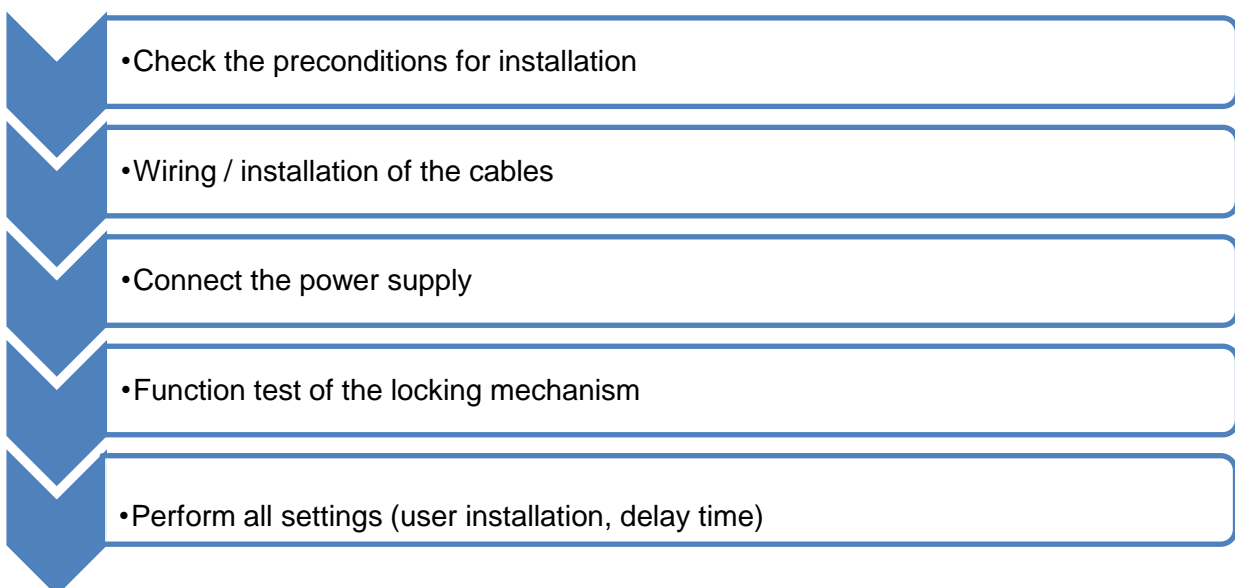 •Check the preconditions for installation
•Wiring / installation of the cables
•Connect the power supply
•Function test of the locking mechanism
•Perform all settings (user installation, delay time)